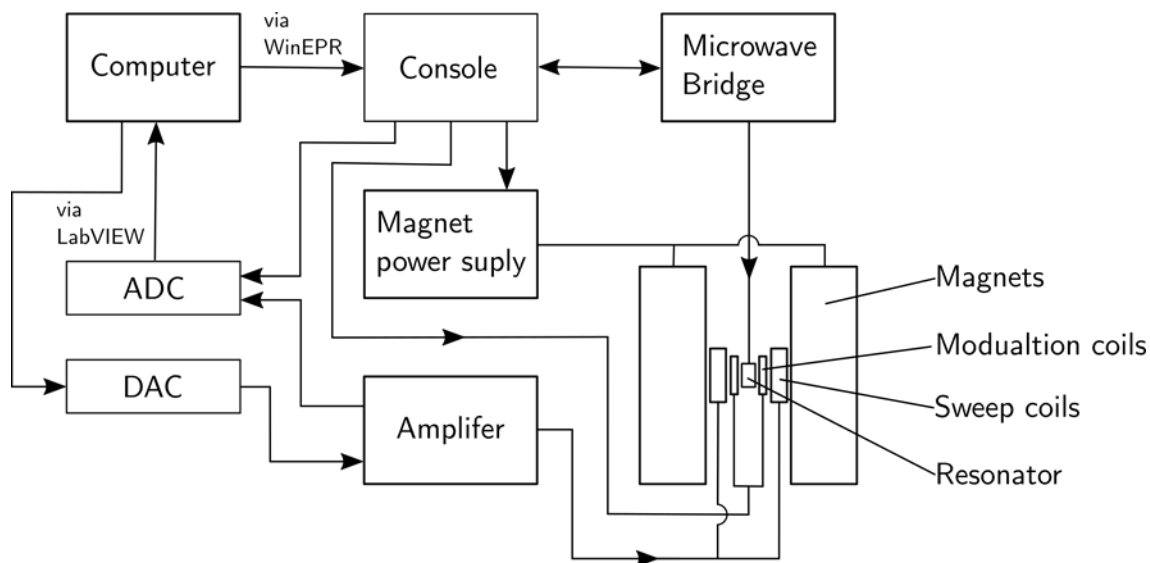 via
WinEPR
Computer
Console
Microwave
Bridge
via
LabVIEW
Magnet
power suply
ADC
Magnets
Modualtion coils
DAC
Amplifer
Sweep coils
Resonator